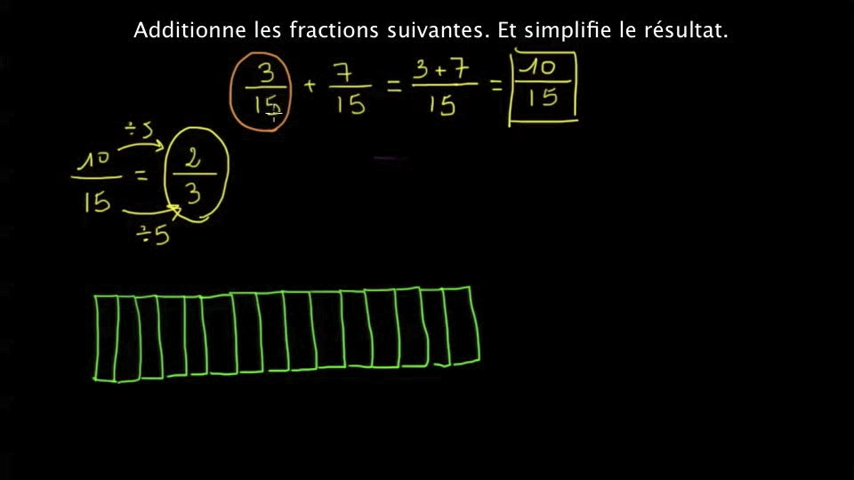 Additionne les fractions suivantes. Et simplifie le résultat.
3/15 + 7/15 = (3+7)/15 = 10/15
÷5
10/15 = 2/3
÷5